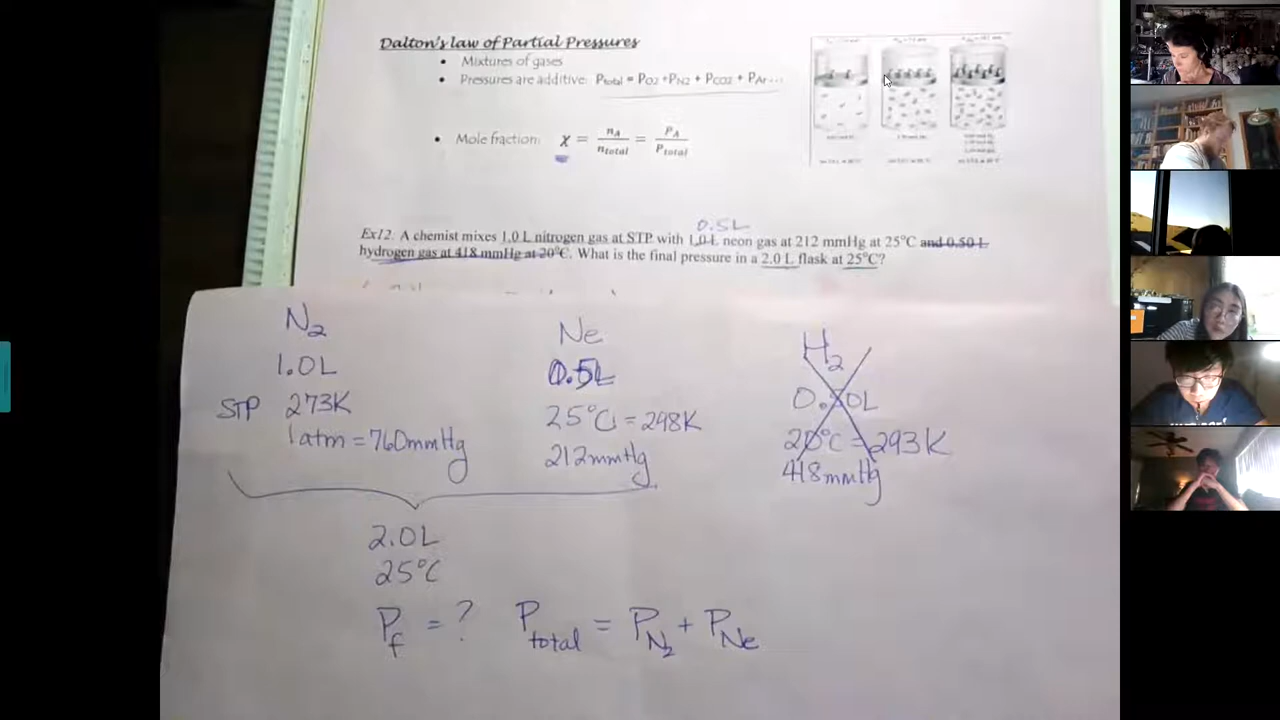 Dalton's law of Partial Pressures
• Mixtures of gases
• Pressures are additive: Ptotal = PO2 +PN2 + PCO2 + PAr...
• Mole fraction: χ = nA/ntotal = PA/Ptotal
0.5L
Ex12. A chemist mixes 1.0 L nitrogen gas at STP with 1.0 L neon gas at 212 mmHg at 25°C and 0.50 L
hydrogen gas at 418 mmHg at 20°C. What is the final pressure in a 2.0 L flask at 25°C?
N2
1.0L
STP 273K
1atm = 760mmHg
Ne
0.5L
25°C = 298K
212mmHg
H2
0.50L
20°C = 293K
418mmHg
2.0L
25°C
Pf = ? Ptotal = PN2 + PNe